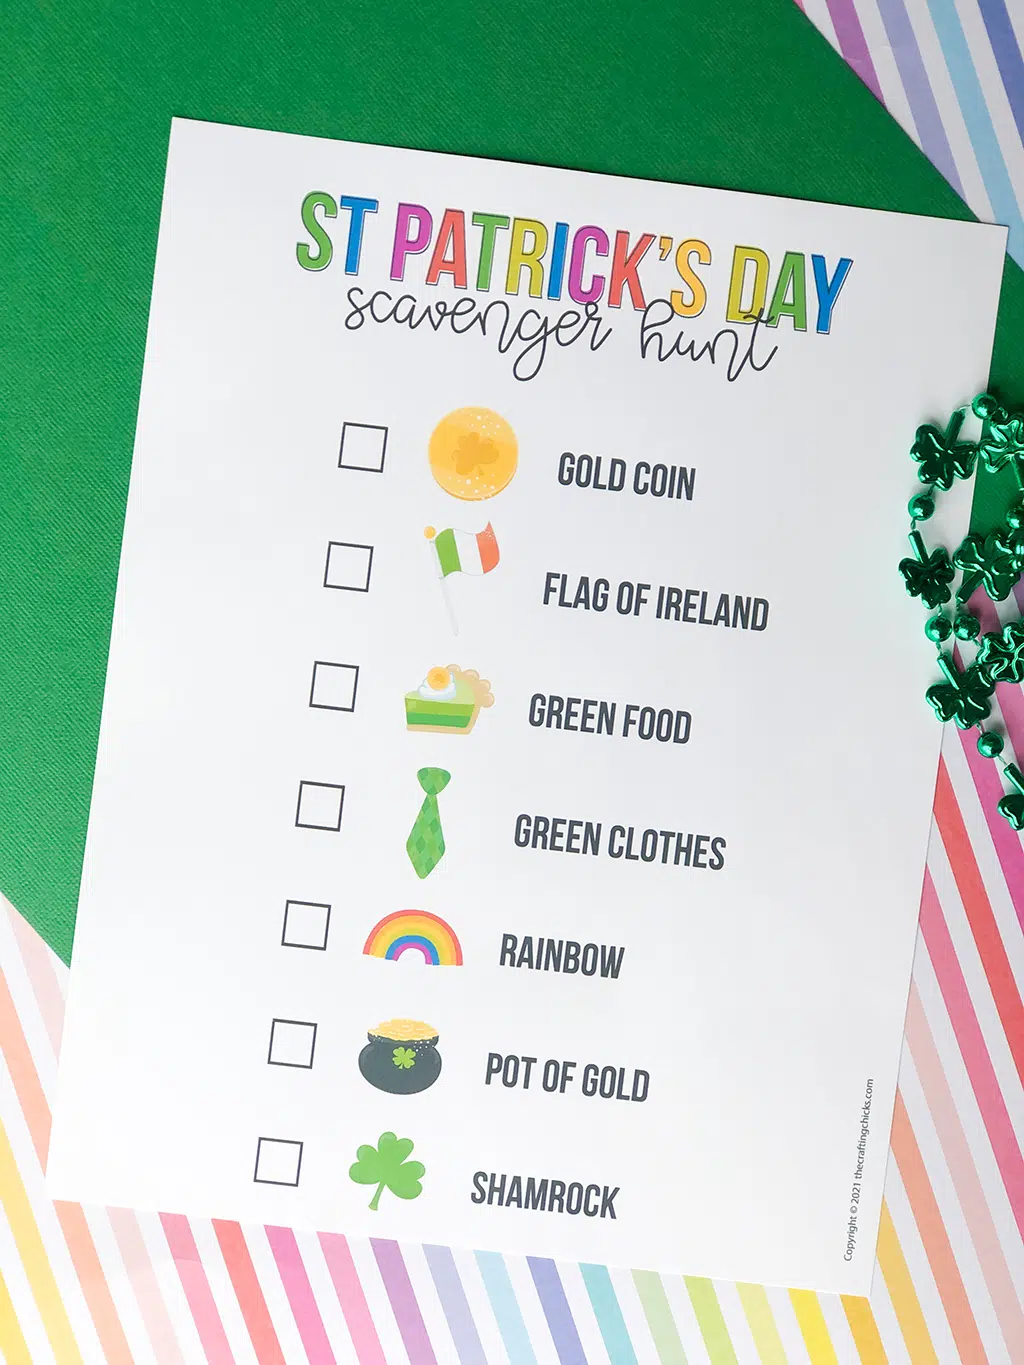 ST PATRICK'S DAY
scavenger hunt
GOLD COIN
FLAG OF IRELAND
GREEN FOOD
GREEN CLOTHES
RAINBOW
POT OF GOLD
SHAMROCK
Copyright © 2021 thecraftingchicks.com